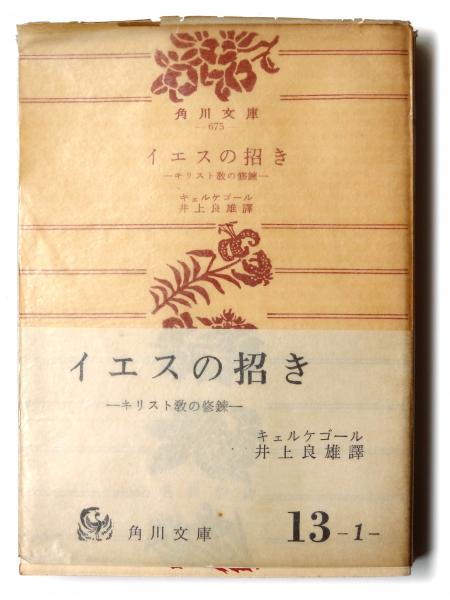 角川文庫
—675
イエスの招き
—キリスト教の修錬—
キェルケゴール
井上良雄譯
イエスの招き
—キリスト教の修錬—
キェルケゴール
井上良雄譯
角川文庫
13-1-